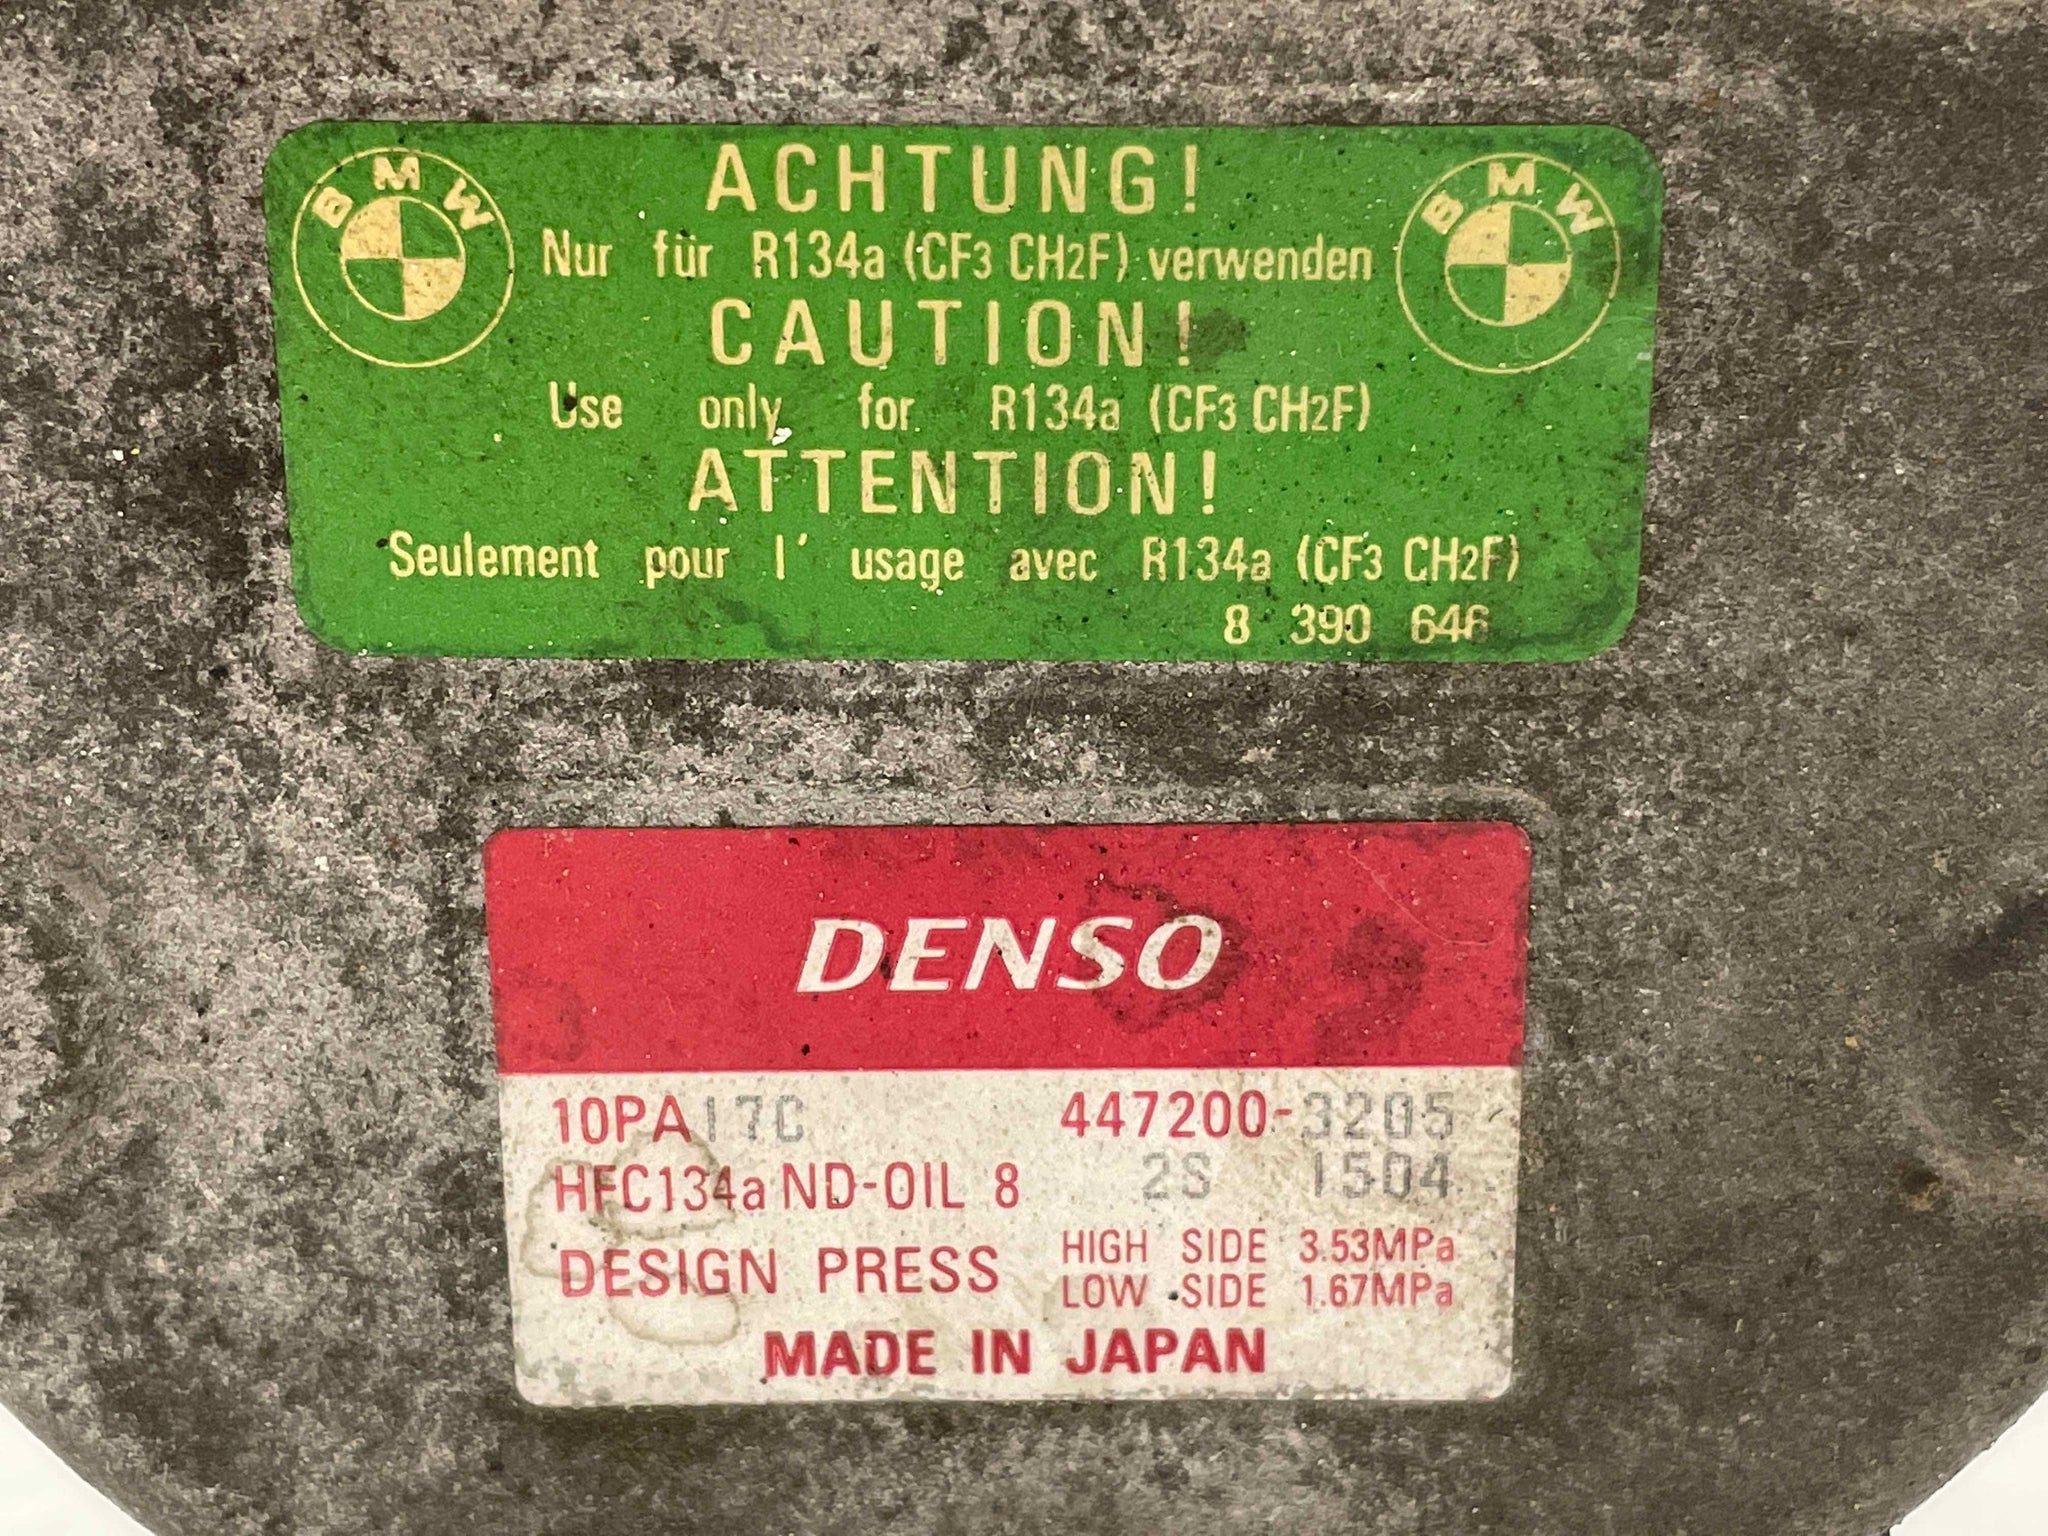 BMW
BMW
ACHTUNG!
Nur für R134a (CF3 CH2F) verwenden
CAUTION!
Use only for R134a (CF3 CH2F)
ATTENTION!
Seulement pour l' usage avec R134a (CF3 CH2F)
8 390 646
DENSO
10PA17C 447200-3205
HFC134a ND-OIL 8 2S 1504
DESIGN PRESS HIGH SIDE 3.53MPa
LOW SIDE 1.67MPa
MADE IN JAPAN